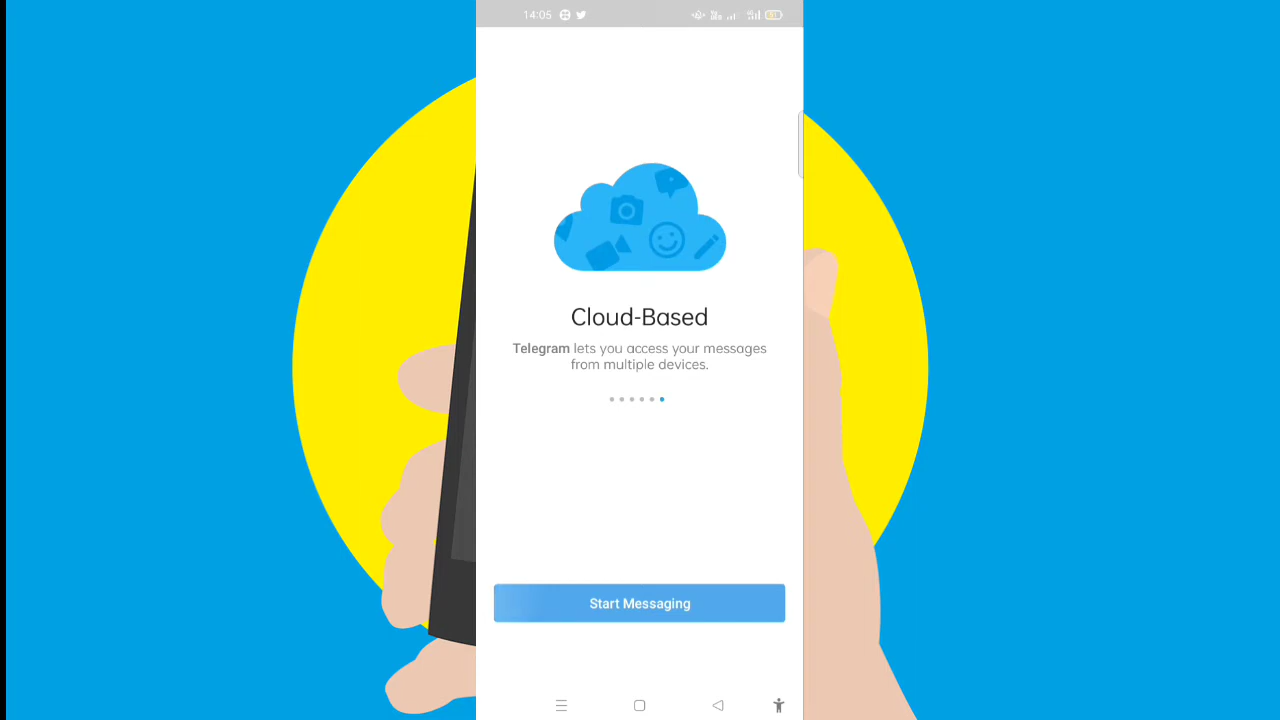 14:05
Cloud-Based
Telegram lets you access your messages
from multiple devices.
Start Messaging